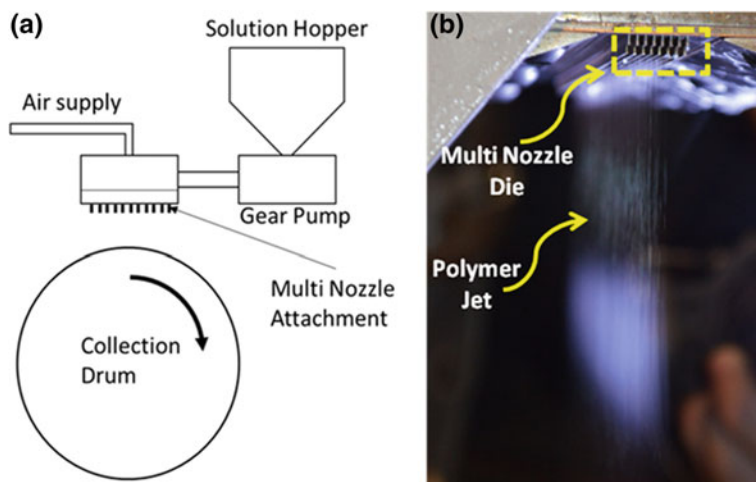 (a)
Solution Hopper
Air supply
Gear Pump
Multi Nozzle
Attachment
Collection
Drum
(b)
Multi Nozzle
Die
Polymer
Jet